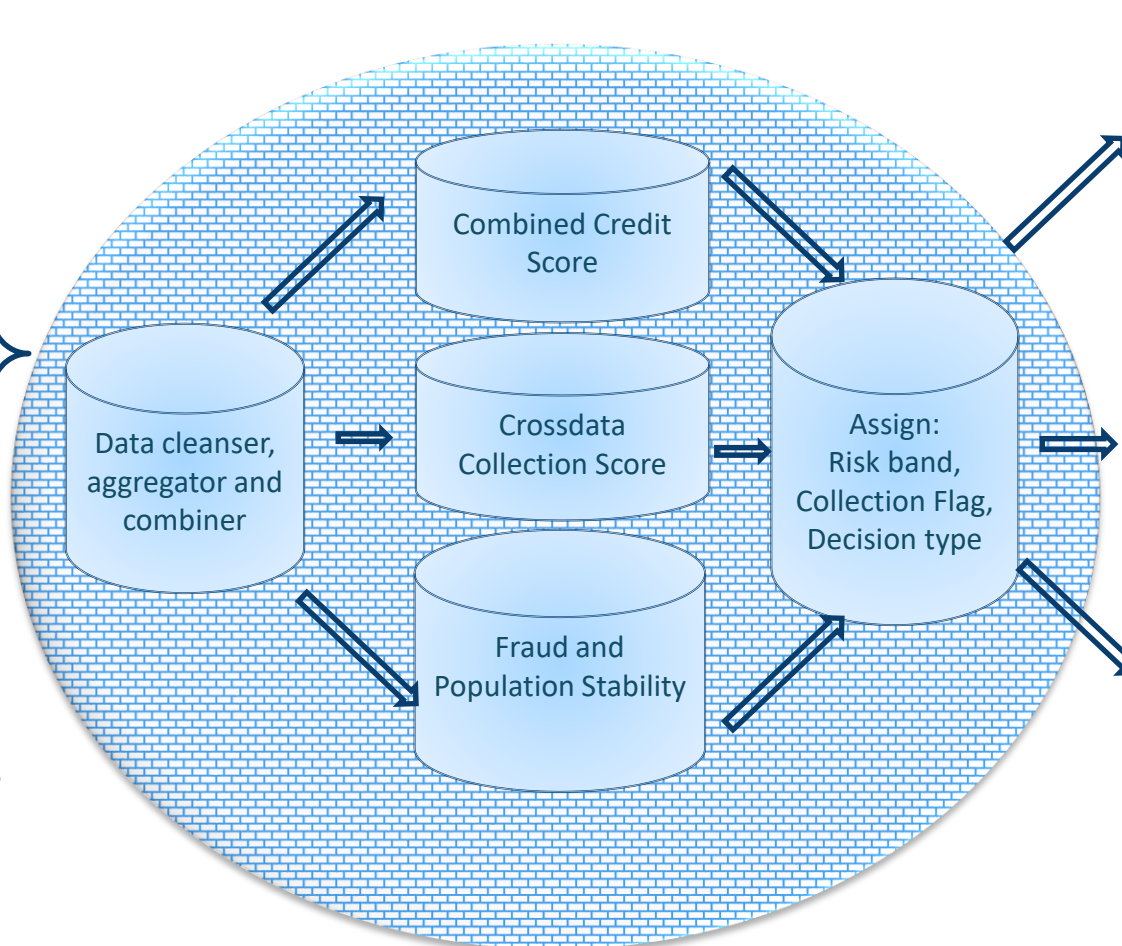 Combined Credit
Score
Data cleanser,
aggregator and
combiner
Crossdata
Collection Score
Fraud and
Population Stability
Assign:
Risk band,
Collection Flag,
Decision type